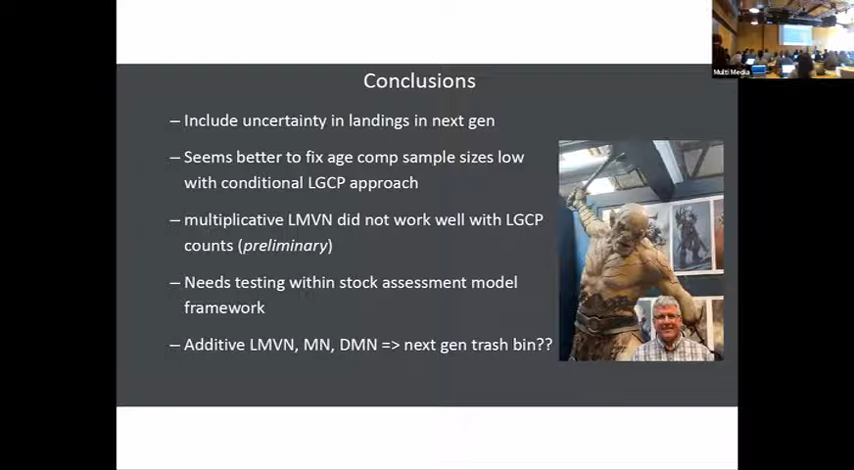 Multi Media
Conclusions
– Include uncertainty in landings in next gen
– Seems better to fix age comp sample sizes low
with conditional LGCP approach
– multiplicative LMVN did not work well with LGCP
counts (preliminary)
– Needs testing within stock assessment model
framework
– Additive LMVN, MN, DMN => next gen trash bin??